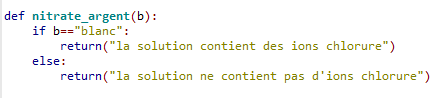 def nitrate_argent(b):
    if b=="blanc":
        return("la solution contient des ions chlorure")
    else:
        return("la solution ne contient pas d'ions chlorure")